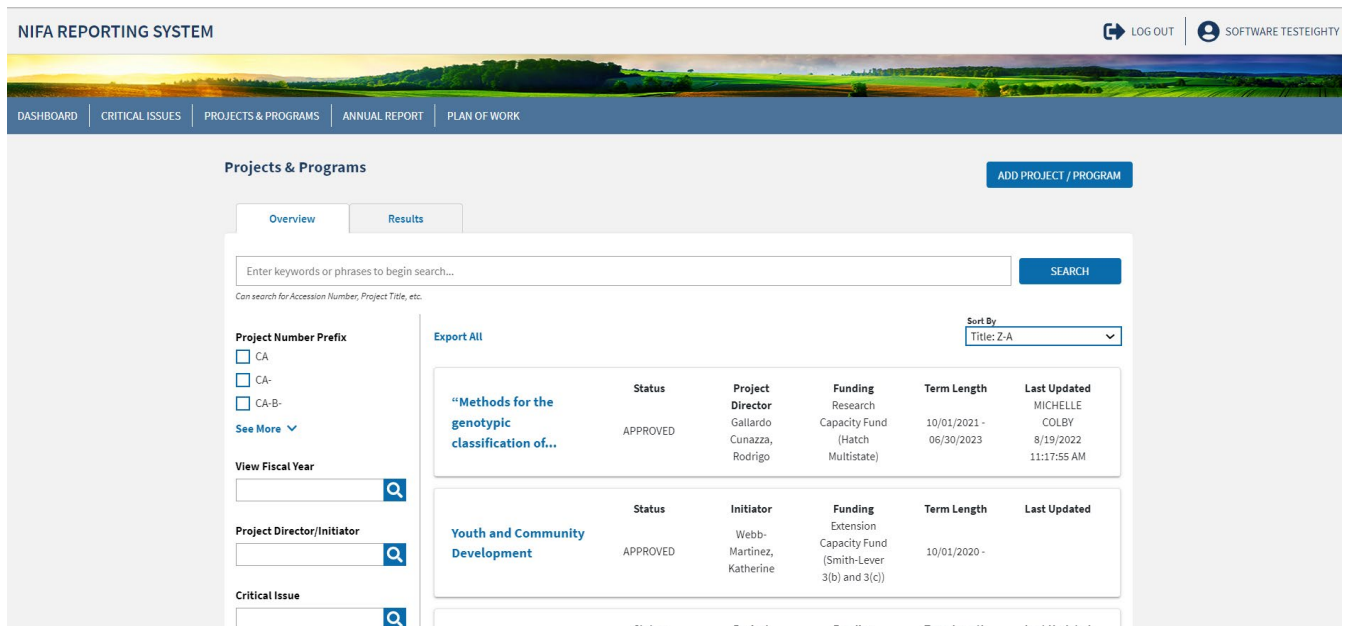 NIFA REPORTING SYSTEM
LOG OUT
SOFTWARE TESTEIGHTY
DASHBOARD
CRITICAL ISSUES
PROJECTS & PROGRAMS
ANNUAL REPORT
PLAN OF WORK
Projects & Programs
ADD PROJECT / PROGRAM
Overview
Results
Enter keywords or phrases to begin search...
SEARCH
Can search for Accession Number, Project Title, etc.
Project Number Prefix
CA
CA-
CA-B-
See More
View Fiscal Year
Project Director/Initiator
Critical Issue
Export All
Sort By
Title: Z-A
“Methods for the
genotypic
classification of...
Status
APPROVED
Project
Director
Gallardo
Cunazza,
Rodrigo
Funding
Research
Capacity Fund
(Hatch
Multistate)
Term Length
10/01/2021 -
06/30/2023
Last Updated
MICHELLE
COLBY
8/19/2022
11:17:55 AM
Youth and Community
Development
Status
APPROVED
Initiator
Webb-
Martinez,
Katherine
Funding
Extension
Capacity Fund
(Smith-Lever
3(b) and 3(c))
Term Length
10/01/2020 -
Last Updated